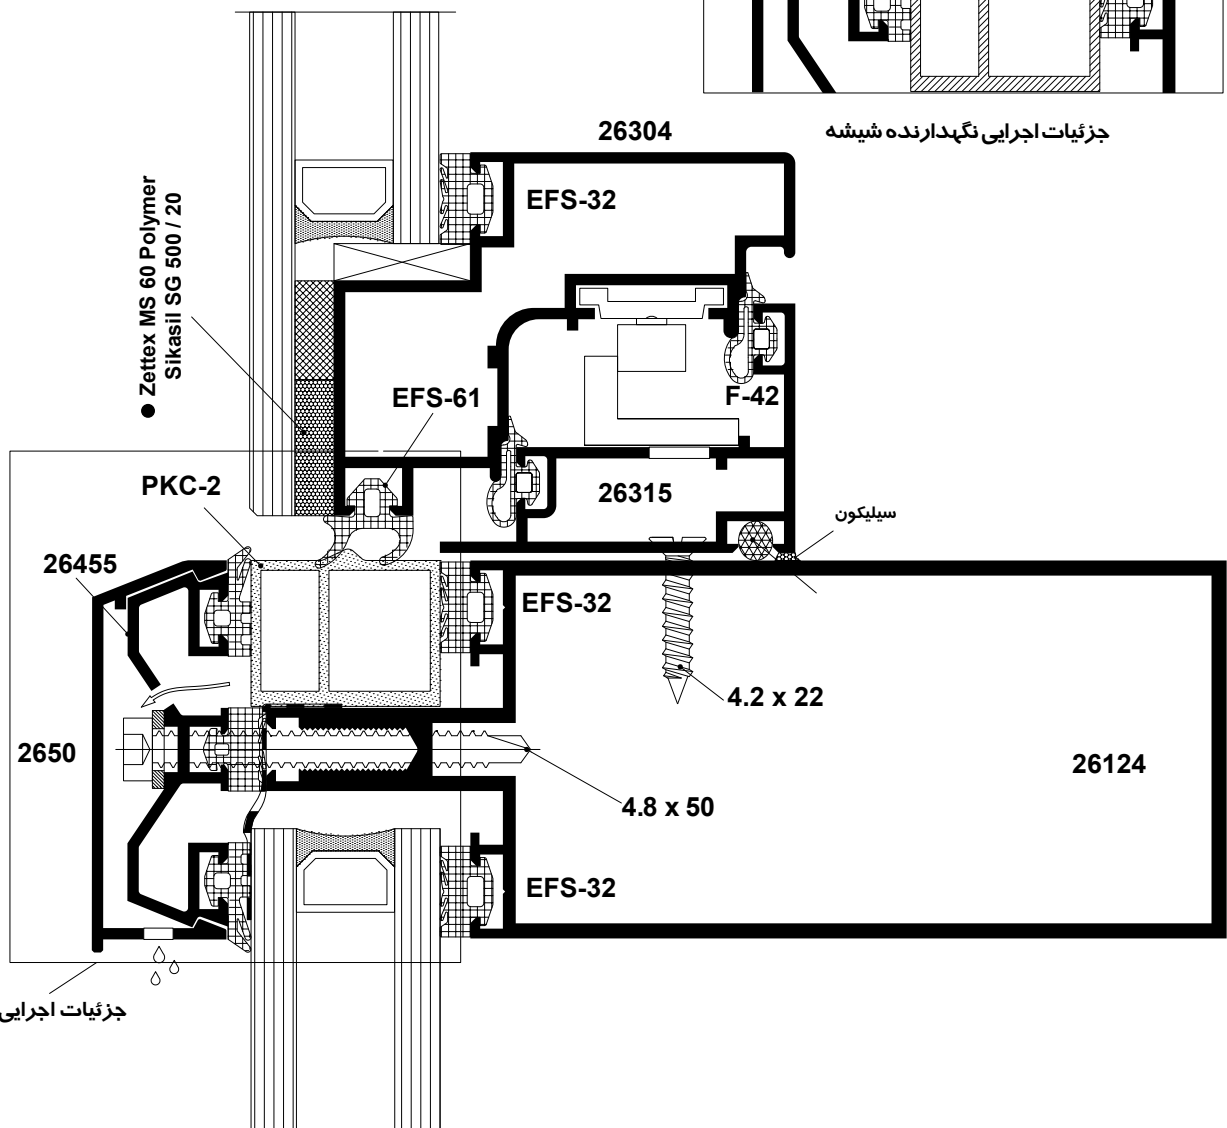 جزئیات اجرایی نگهدارنده شیشه
26304
EFS-32
● Zettex MS 60 Polymer
Sikasil SG 500 / 20
EFS-61
F-42
PKC-2
26315
سیلیکون
26455
EFS-32
4.2 x 22
2650
26124
4.8 x 50
EFS-32
جزئیات اجرایی